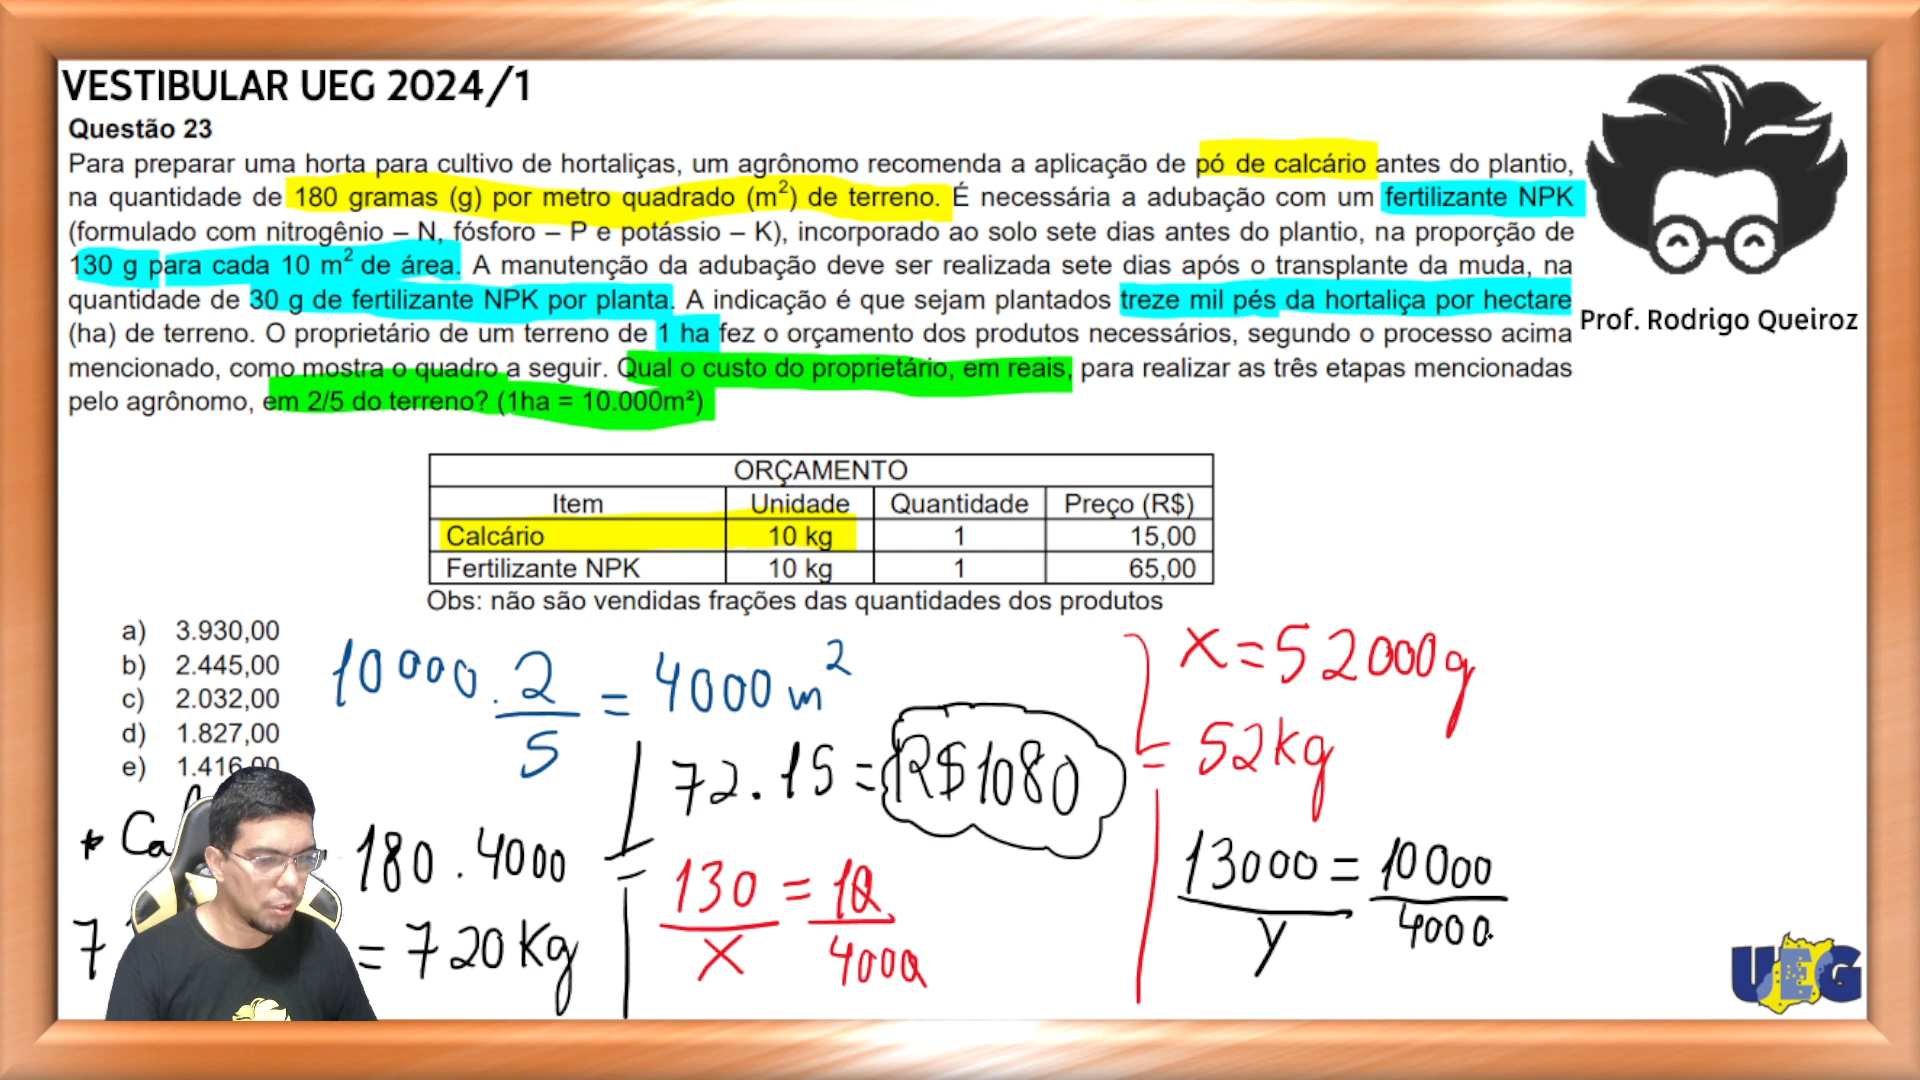 VESTIBULAR UEG 2024/1
Questão 23
Para preparar uma horta para cultivo de hortaliças, um agrônomo recomenda a aplicação de pó de calcário antes do plantio,
na quantidade de 180 gramas (g) por metro quadrado (m²) de terreno. É necessária a adubação com um fertilizante NPK
(formulado com nitrogênio – N, fósforo – P e potássio – K), incorporado ao solo sete dias antes do plantio, na proporção de
130 g para cada 10 m² de área. A manutenção da adubação deve ser realizada sete dias após o transplante da muda, na
quantidade de 30 g de fertilizante NPK por planta. A indicação é que sejam plantados treze mil pés da hortaliça por hectare
(ha) de terreno. O proprietário de um terreno de 1 ha fez o orçamento dos produtos necessários, segundo o processo acima
mencionado, como mostra o quadro a seguir. Qual o custo do proprietário, em reais, para realizar as três etapas mencionadas
pelo agrônomo, em 2/5 do terreno? (1ha = 10.000m²)
Prof. Rodrigo Queiroz
ORÇAMENTO
Item Unidade Quantidade Preço (R$)
Calcário 10 kg 1 15,00
Fertilizante NPK 10 kg 1 65,00
Obs: não são vendidas frações das quantidades dos produtos
a) 3.930,00
b) 2.445,00
c) 2.032,00
d) 1.827,00
e) 1.416,00
10000 . 2/5 = 4000 m²
72.15 = R$1080
180 . 4000 =
= 720 Kg
130/x = 10/4000
x = 52000g
= 52kg
13000/y = 10000/4000
UEG